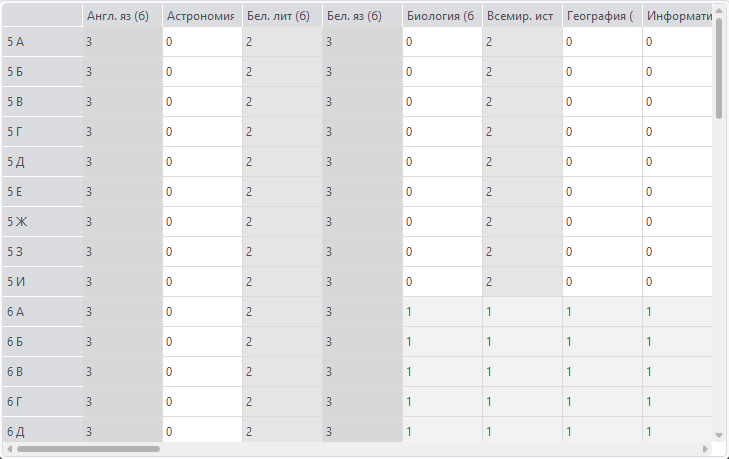 Англ. яз (б) Астрономия Бел. лит (б) Бел. яз (б) Биология (б Всемир. ист География ( Информати
5 А 3 0 2 3 0 2 0 0
5 Б 3 0 2 3 0 2 0 0
5 В 3 0 2 3 0 2 0 0
5 Г 3 0 2 3 0 2 0 0
5 Д 3 0 2 3 0 2 0 0
5 Е 3 0 2 3 0 2 0 0
5 Ж 3 0 2 3 0 2 0 0
5 З 3 0 2 3 0 2 0 0
5 И 3 0 2 3 0 2 0 0
6 А 3 0 2 3 1 1 1 1
6 Б 3 0 2 3 1 1 1 1
6 В 3 0 2 3 1 1 1 1
6 Г 3 0 2 3 1 1 1 1
6 Д 3 0 2 3 1 1 1 1